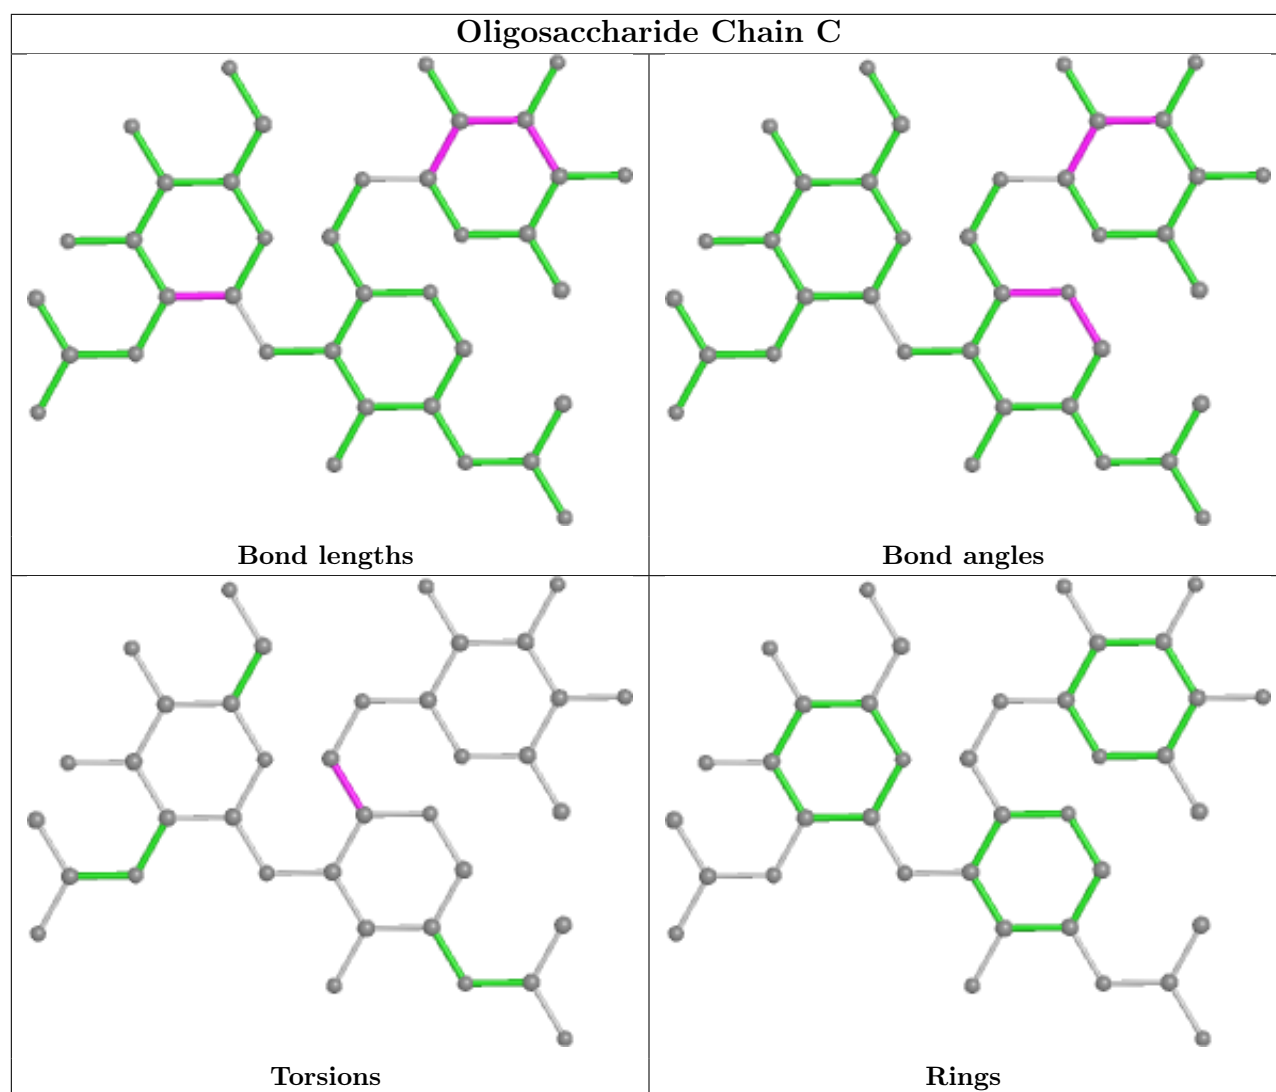 Oligosaccharide Chain C
Bond lengths
Bond angles
Torsions
Rings